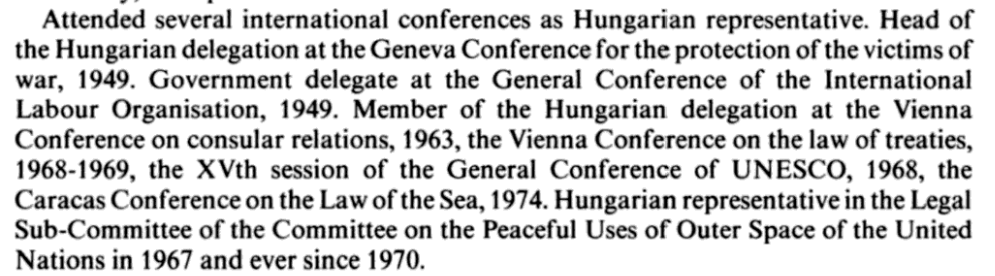 Attended several international conferences as Hungarian representative. Head of
the Hungarian delegation at the Geneva Conference for the protection of the victims of
war, 1949. Government delegate at the General Conference of the International
Labour Organisation, 1949. Member of the Hungarian delegation at the Vienna
Conference on consular relations, 1963, the Vienna Conference on the law of treaties,
1968-1969, the XVth session of the General Conference of UNESCO, 1968, the
Caracas Conference on the Law of the Sea, 1974. Hungarian representative in the Legal
Sub-Committee of the Committee on the Peaceful Uses of Outer Space of the United
Nations in 1967 and ever since 1970.